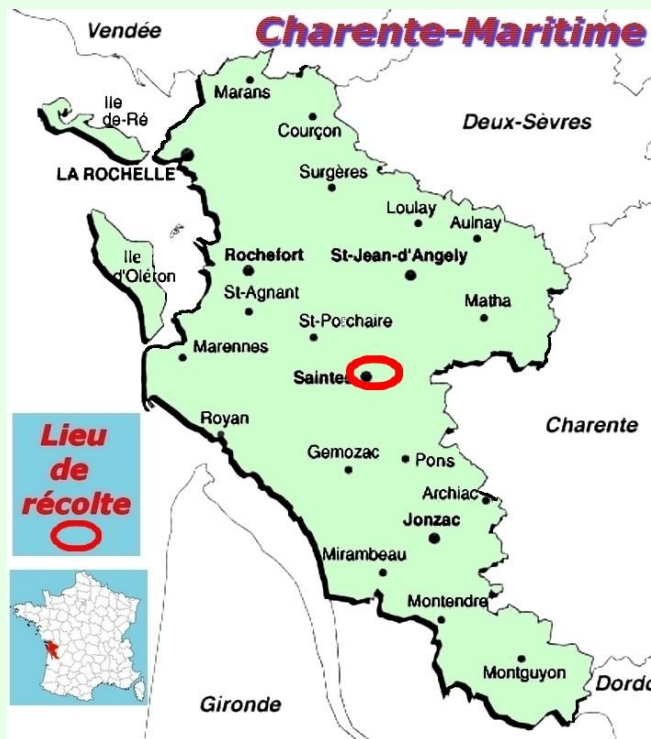 Vendée
Charente-Maritime
Marans
Ile
de-Ré
Courçon
Deux-Sèvres
LA ROCHELLE
Surgères
Loulay
Aulnay
Ile
d'Oléron
Rochefort
St-Jean-d'Angely
St-Agnant
Matha
St-Porchaire
Marennes
Saintes
Royan
Charente
Lieu
de
récolte
Gemozac
Pons
Archiac
Jonzac
Mirambeau
Montendre
Montguyon
Gironde
Dordo